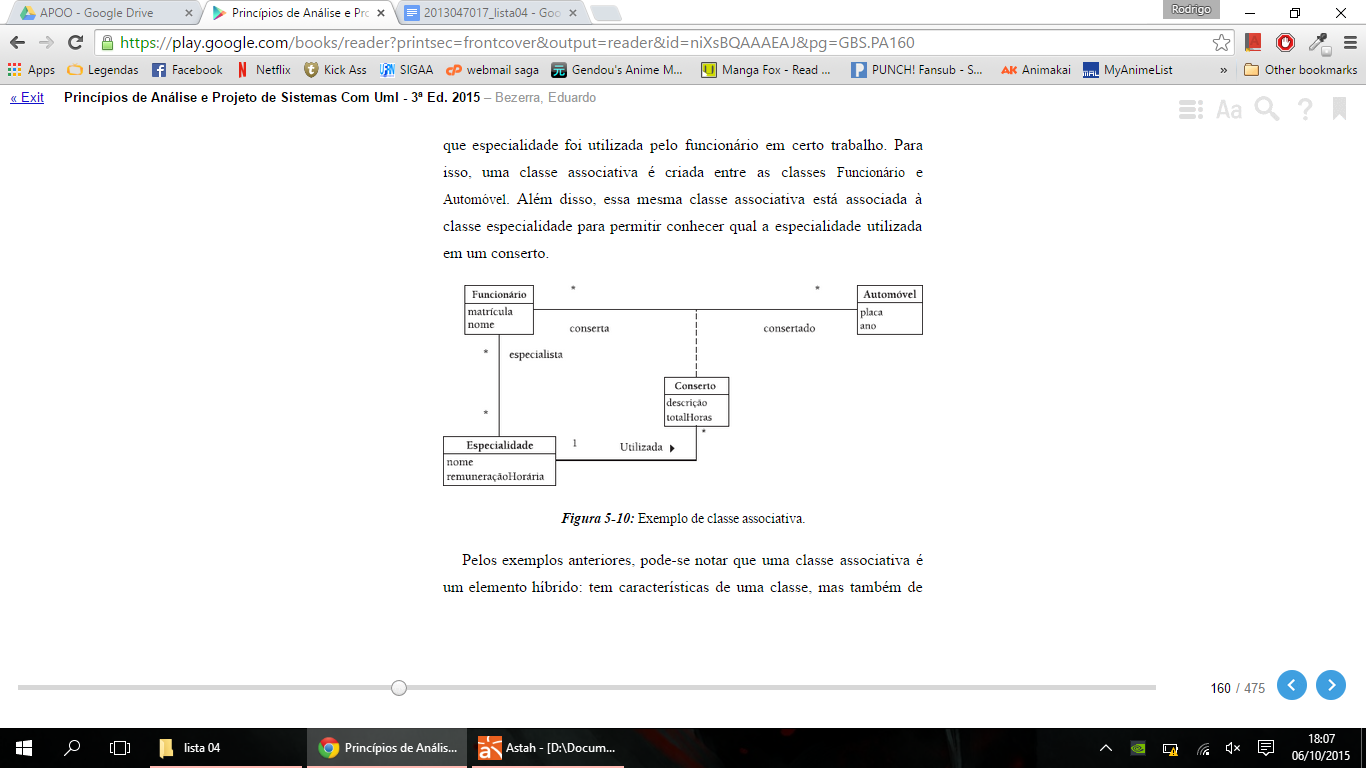 APOO - Google Drive
Princípios de Análise e Pro
2013047017_lista04 - Goo
Rodrigo
https://play.google.com/books/reader?printsec=frontcover&output=reader&id=niXsBQAAAEAJ&pg=GBS.PA160
Apps Legendas Facebook Netflix Kick Ass SIGAA webmail saga Gendou's Anime M... Manga Fox - Read ... PUNCH! Fansub - S... Animakai MyAnimeList » Other bookmarks
« Exit Princípios de Análise e Projeto de Sistemas Com Uml - 3ª Ed. 2015 – Bezerra, Eduardo
Aa ?
que especialidade foi utilizada pelo funcionário em certo trabalho. Para
isso, uma classe associativa é criada entre as classes Funcionário e
Automóvel. Além disso, essa mesma classe associativa está associada à
classe especialidade para permitir conhecer qual a especialidade utilizada
em um conserto.
Funcionário * * Automóvel
matrícula placa
nome conserta consertado ano
* especialista
Conserto
descrição
* totalHoras
*
Especialidade 1 Utilizada
nome
remuneraçãoHorária
Figura 5-10: Exemplo de classe associativa.
Pelos exemplos anteriores, pode-se notar que uma classe associativa é
um elemento híbrido: tem características de uma classe, mas também de
160 / 475
lista 04
Princípios de Anális...
Astah - [D:\Docum...
18:07
06/10/2015